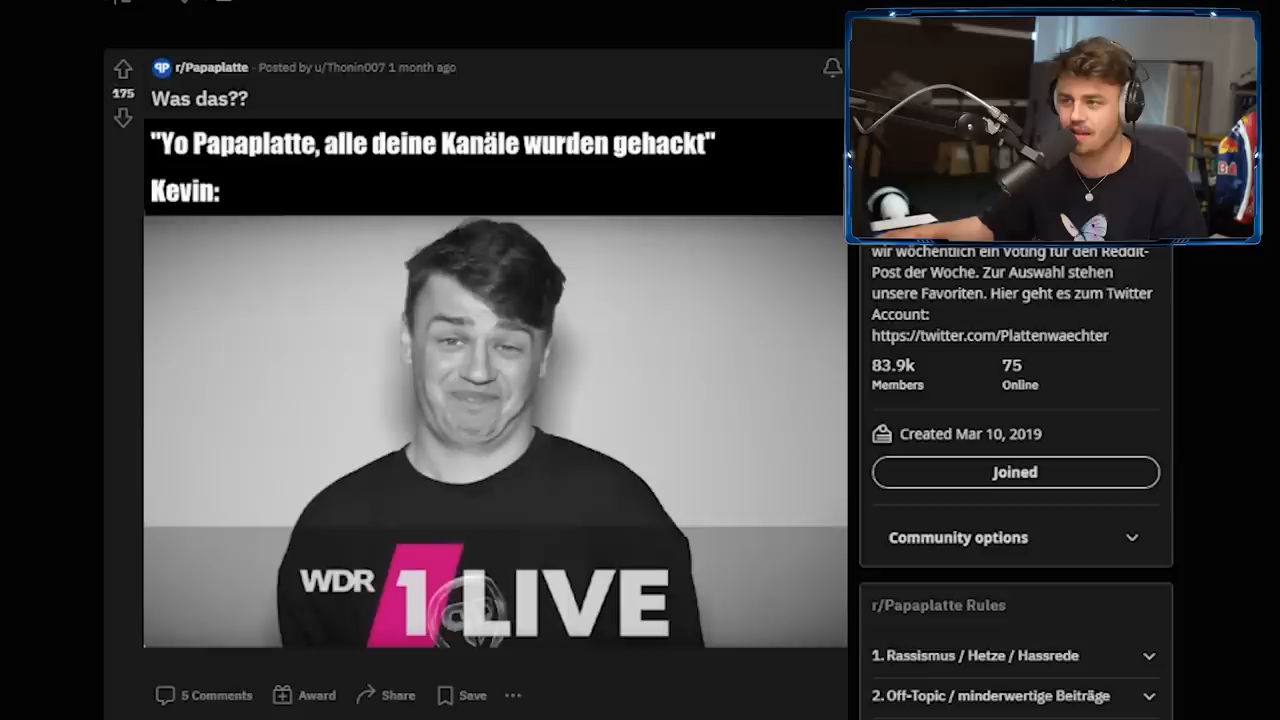 r/Papaplatte · Posted by u/Thonin007 1 month ago
175
Was das??
"Yo Papaplatte, alle deine Kanäle wurden gehackt"
Kevin:
WDR 1 LIVE
5 Comments
Award
Share
Save
wir wöchentlich ein Voting für den Reddit-
Post der Woche. Zur Auswahl stehen
unsere Favoriten. Hier geht es zum Twitter
Account:
https://twitter.com/Plattenwaechter
83.9k 75
Members Online
Created Mar 10, 2019
Joined
Community options
r/Papaplatte Rules
1. Rassismus / Hetze / Hassrede
2. Off-Topic / minderwertige Beiträge